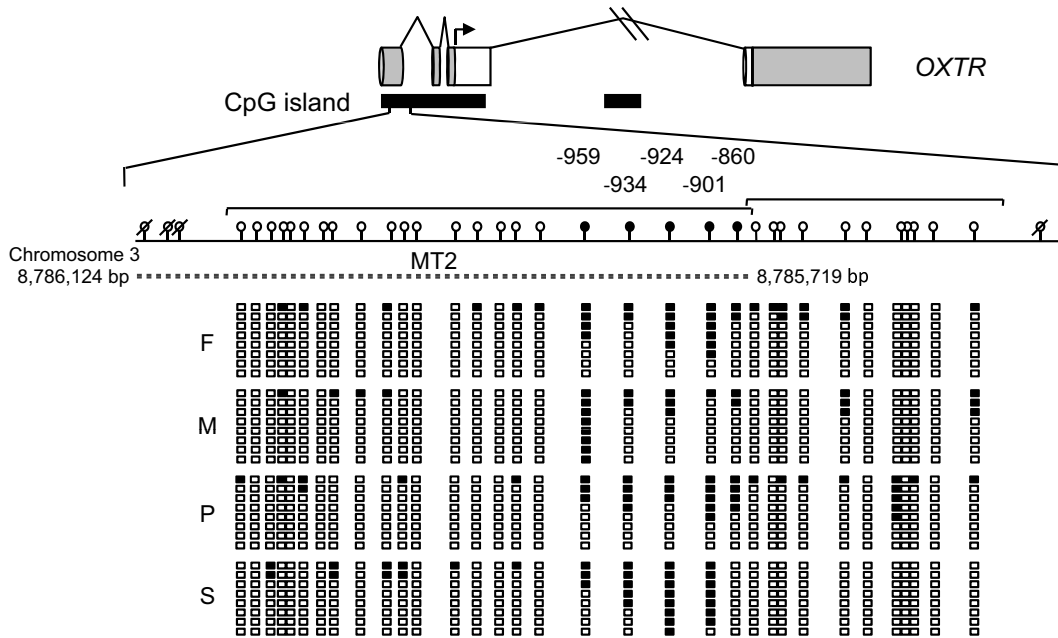 OXTR
CpG island
-959 -924 -860
-934 -901
Chromosome 3
MT2
8,786,124 bp
8,785,719 bp
F
M
P
S